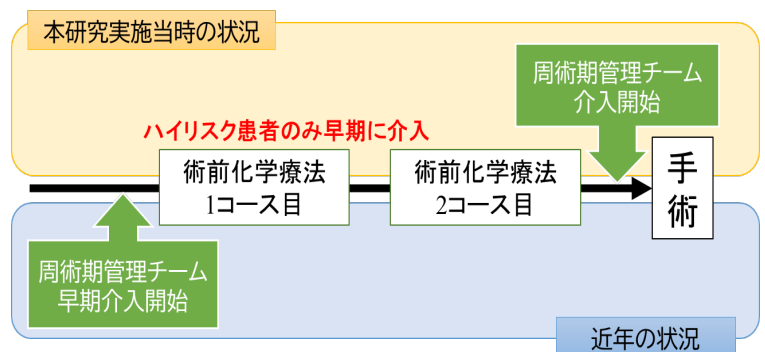 本研究実施当時の状況
周術期管理チーム
介入開始
ハイリスク患者のみ早期に介入
術前化学療法
1コース目
術前化学療法
2コース目
手術
周術期管理チーム
早期介入開始
近年の状況